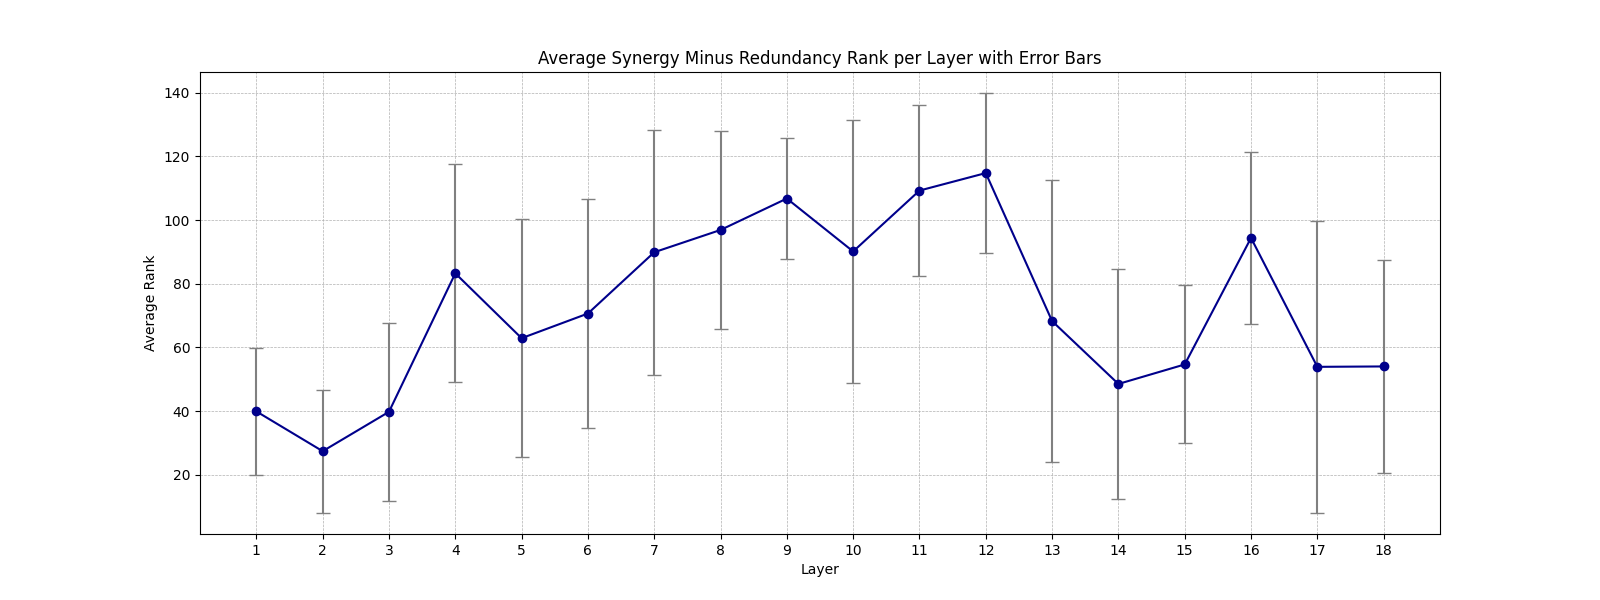 Average Synergy Minus Redundancy Rank per Layer with Error Bars
Average Rank
140
120
100
80
60
40
20
1 2 3 4 5 6 7 8 9 10 11 12 13 14 15 16 17 18
Layer